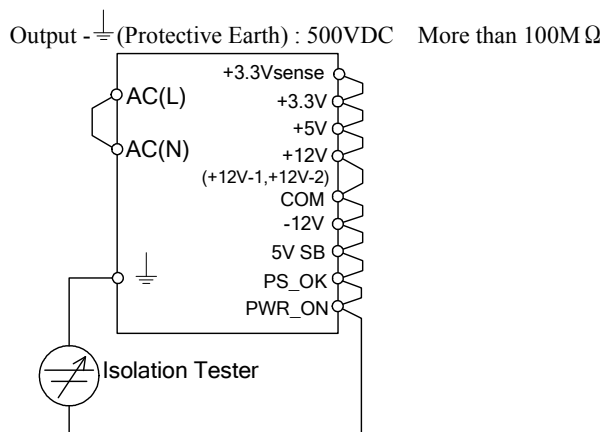 Output - ⏚ (Protective Earth) : 500VDC More than 100MΩ
+3.3Vsense
AC(L)
+3.3V
+5V
AC(N)
+12V
(+12V-1,+12V-2)
COM
-12V
5V SB
PS_OK
PWR_ON
Isolation Tester